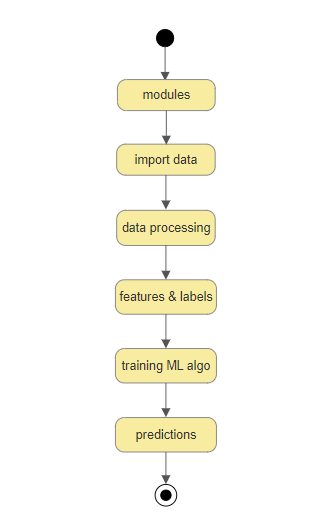 modules
import data
data processing
features & labels
training ML algo
predictions